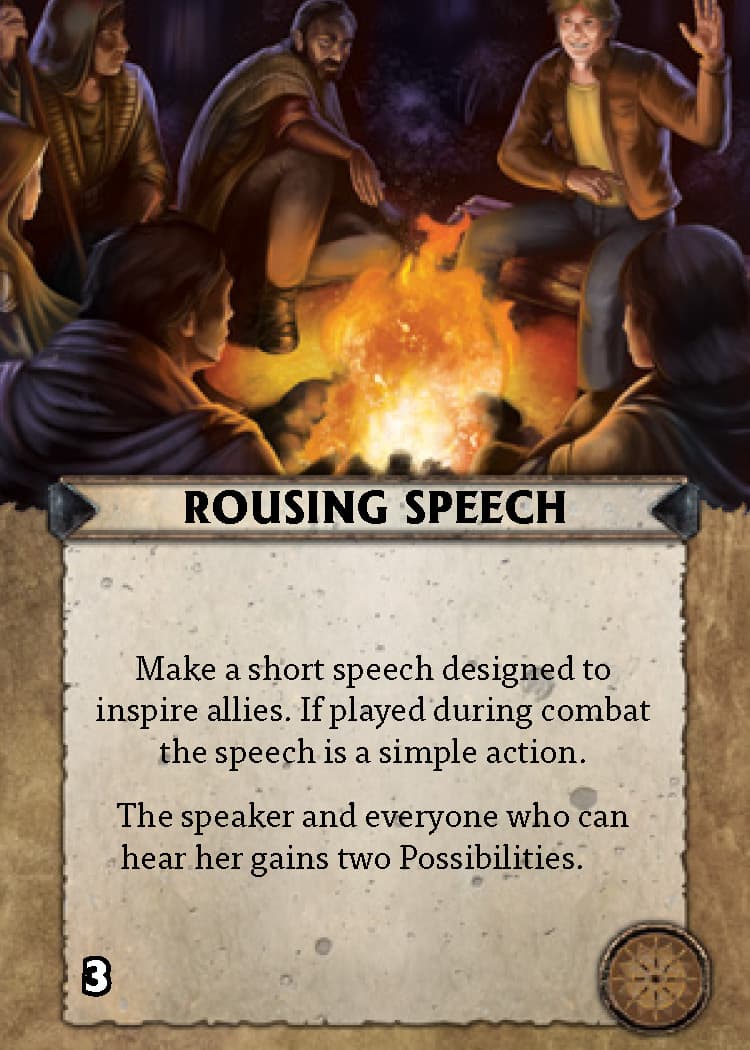 ROUSING SPEECH
Make a short speech designed to
inspire allies. If played during combat
the speech is a simple action.
The speaker and everyone who can
hear her gains two Possibilities.
3